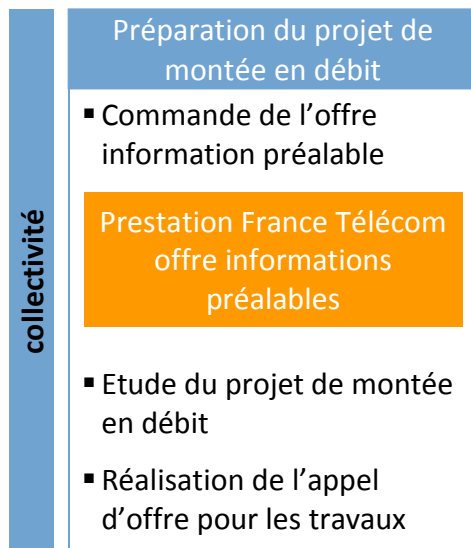 Préparation du projet de
montée en débit
▪ Commande de l'offre
information préalable
Prestation France Télécom
offre informations
préalables
▪ Etude du projet de montée
en débit
▪ Réalisation de l'appel
d'offre pour les travaux
collectivité